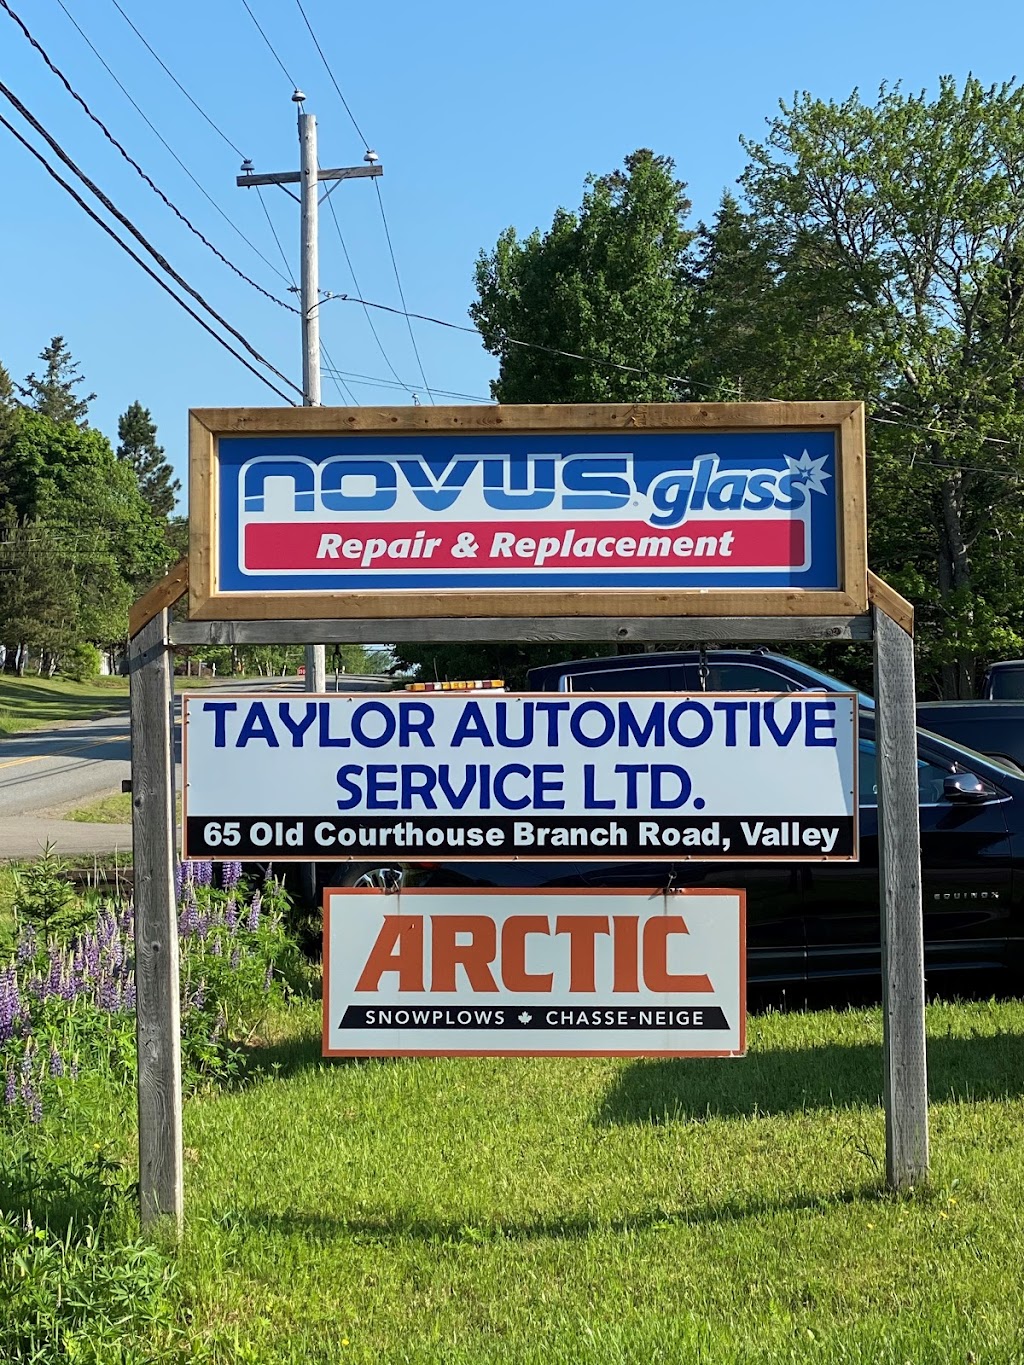 NOVUS glass
Repair & Replacement
TAYLOR AUTOMOTIVE
SERVICE LTD.
65 Old Courthouse Branch Road, Valley
EQUINOX
ARCTIC
SNOWPLOWS CHASSE-NEIGE